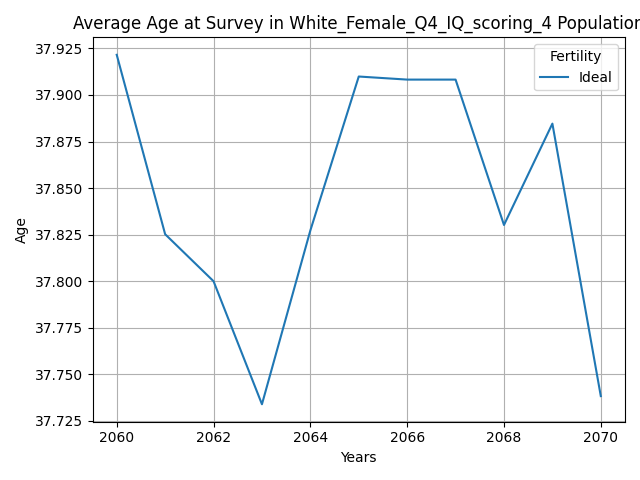 Average Age at Survey in White_Female_Q4_IQ_scoring_4 Population
Fertility
Ideal
37.925
37.900
37.875
37.850
37.825
37.800
37.775
37.750
37.725
Age
2060 2062 2064 2066 2068 2070
Years